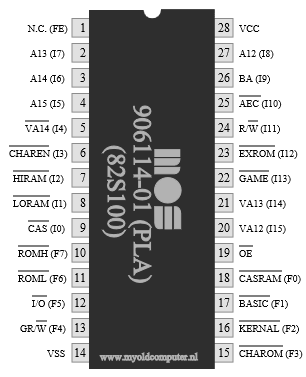 N.C. (FE) 1
A13 (I7) 2
A14 (I6) 3
A15 (I5) 4
VA14 (I4) 5
CHAREN (I3) 6
HIRAM (I2) 7
LORAM (I1) 8
CAS (I0) 9
ROMH (F7) 10
ROML (F6) 11
I/O (F5) 12
GR/W (F4) 13
VSS 14
mos
906114-01 (PLA)
(82S100)
www.myoldcomputer.nl
28 VCC
27 A12 (I8)
26 BA (I9)
25 AEC (I10)
24 R/W (I11)
23 EXROM (I12)
22 GAME (I13)
21 VA13 (I14)
20 VA12 (I15)
19 OE
18 CASRAM (F0)
17 BASIC (F1)
16 KERNAL (F2)
15 CHAROM (F3)